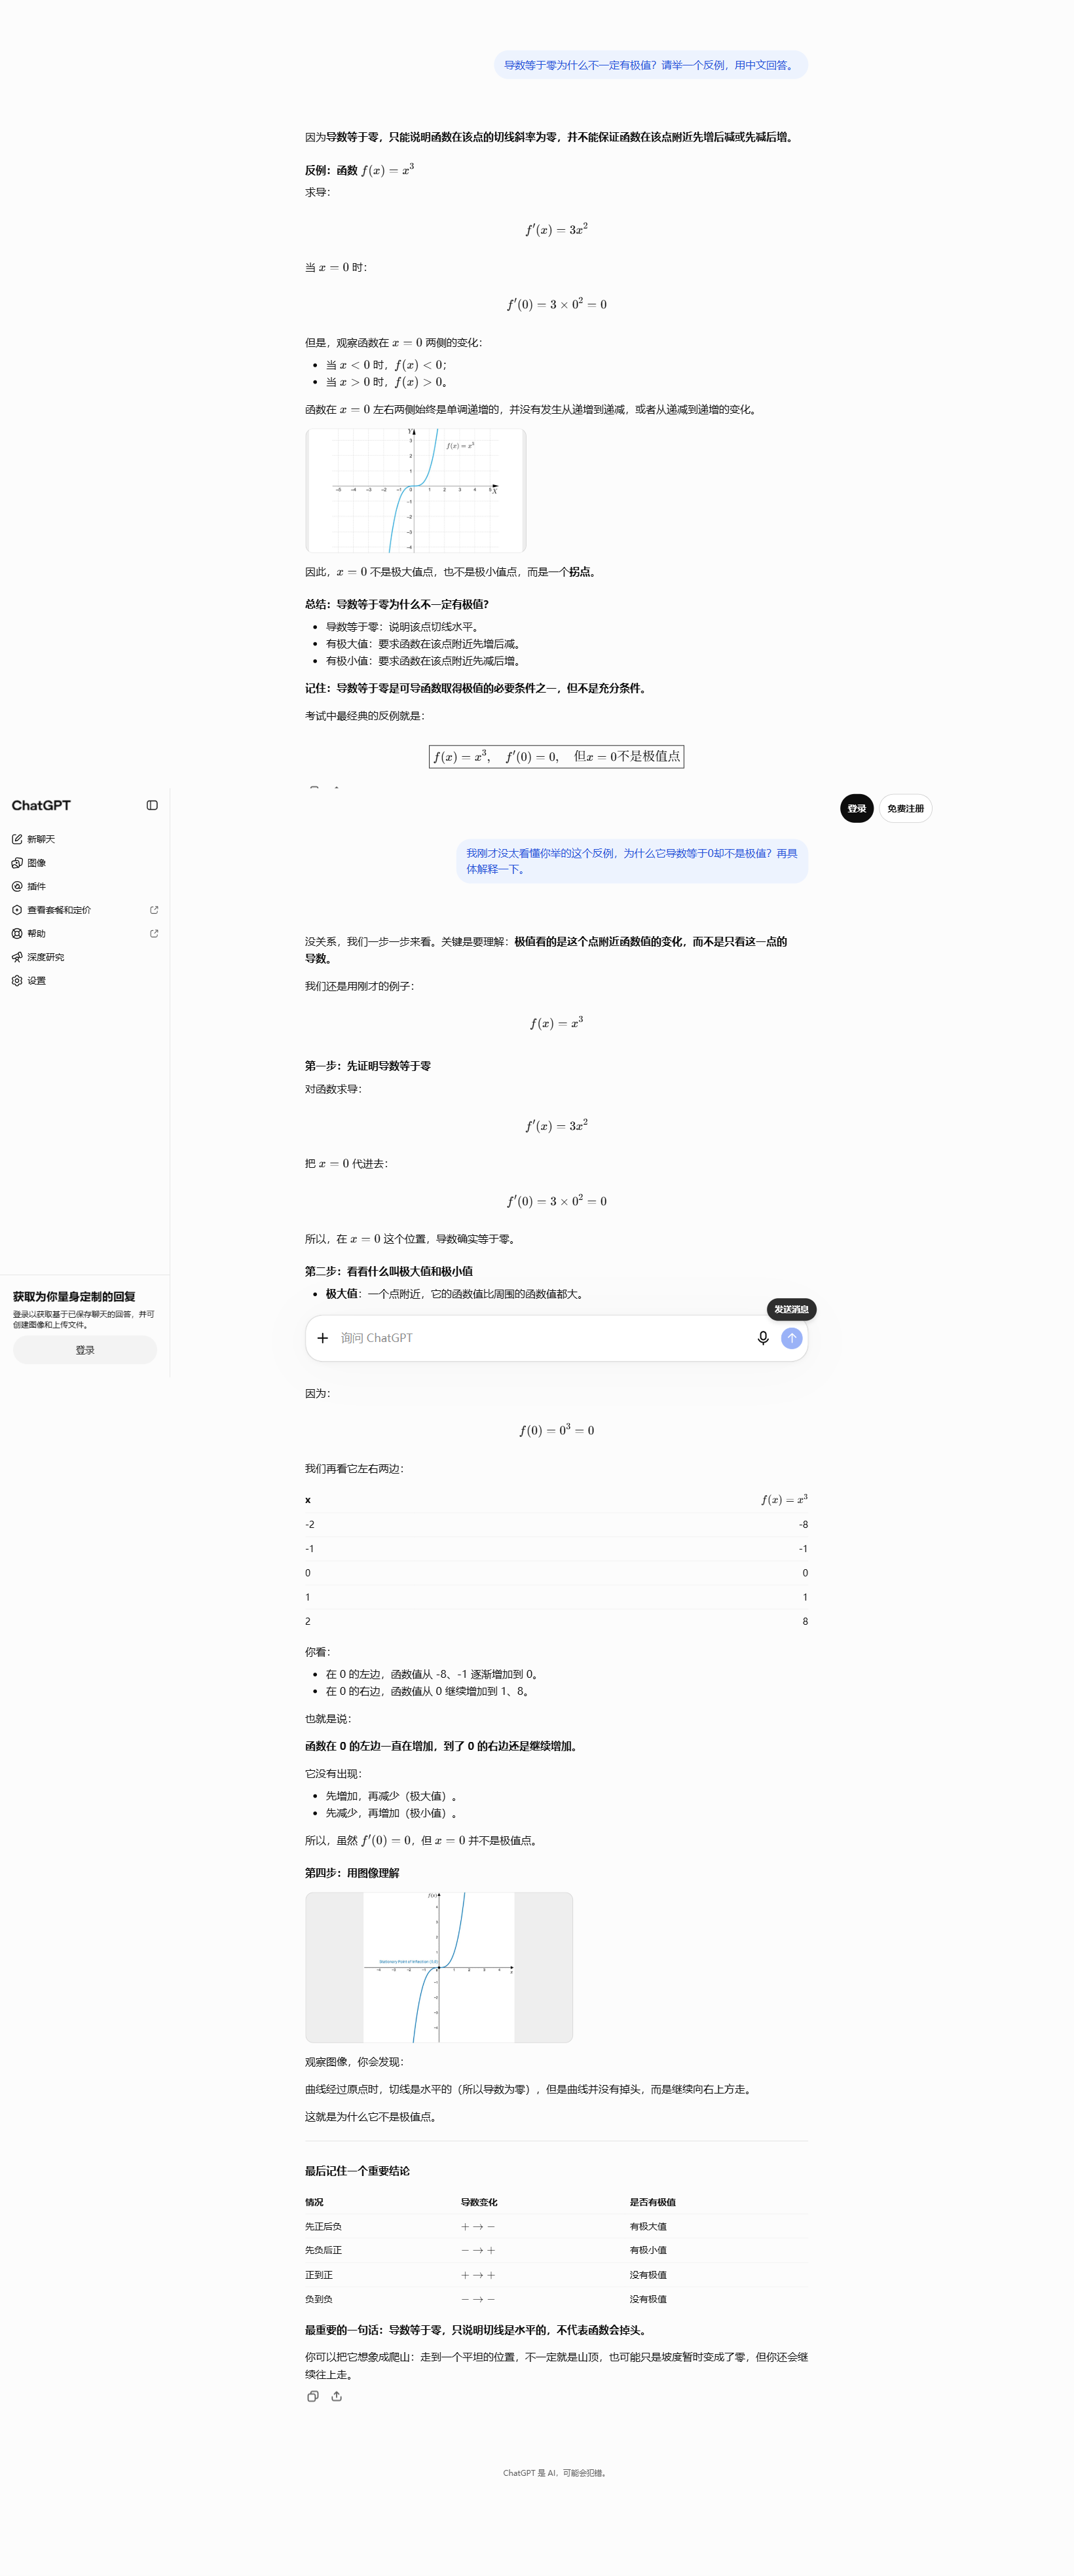 导数等于零为什么不一定有极值？请举一个反例，用中文回答。
因为导数等于零，只能说明函数在该点的切线斜率为零，并不能保证函数在该点附近先增后减或先减后增。
反例：函数 f(x) = x³
求导：
f′(x) = 3x²
当 x = 0 时：
f′(0) = 3 × 0² = 0
但是，观察函数在 x = 0 两侧的变化：
• 当 x < 0 时，f(x) < 0；
• 当 x > 0 时，f(x) > 0。
函数在 x = 0 左右两侧始终是单调递增的，并没有发生从递增到递减，或者从递减到递增的变化。
Y
3
f(x) = x³
2
1
−5 −4 −3 −2 −1 0 1 2 3 4 5 X
−1
−2
−3
−4
因此，x = 0 不是极大值点，也不是极小值点，而是一个拐点。
总结：导数等于零为什么不一定有极值？
• 导数等于零：说明该点切线水平。
• 有极大值：要求函数在该点附近先增后减。
• 有极小值：要求函数在该点附近先减后增。
记住：导数等于零是可导函数取得极值的必要条件之一，但不是充分条件。
考试中最经典的反例就是：
f(x) = x³, f′(0) = 0, 但x = 0不是极值点
ChatGPT
登录 免费注册
新聊天
图像
插件
查看套餐和定价
帮助
深度研究
设置
我刚才没太看懂你举的这个反例，为什么它导数等于0却不是极值？再具
体解释一下。
没关系，我们一步一步来看。关键是要理解：极值看的是这个点附近函数值的变化，而不是只看这一点的
导数。
我们还是用刚才的例子：
f(x) = x³
第一步：先证明导数等于零
对函数求导：
f′(x) = 3x²
把 x = 0 代进去：
f′(0) = 3 × 0² = 0
所以，在 x = 0 这个位置，导数确实等于零。
第二步：看看什么叫极大值和极小值
• 极大值：一个点附近，它的函数值比周围的函数值都大。
获取为你量身定制的回复
登录以获取基于已保存聊天的回答，并可
创建图像和上传文件。
登录
发送消息
询问 ChatGPT
因为：
f(0) = 0³ = 0
我们再看它左右两边：
x f(x) = x³
-2 -8
-1 -1
0 0
1 1
2 8
你看：
• 在 0 的左边，函数值从 -8、-1 逐渐增加到 0。
• 在 0 的右边，函数值从 0 继续增加到 1、8。
也就是说：
函数在 0 的左边一直在增加，到了 0 的右边还是继续增加。
它没有出现：
• 先增加，再减少（极大值）。
• 先减少，再增加（极小值）。
所以，虽然 f′(0) = 0，但 x = 0 并不是极值点。
第四步：用图像理解
f(x)
Stationary Point of Inflection (0,0)
观察图像，你会发现：
曲线经过原点时，切线是水平的（所以导数为零），但是曲线并没有掉头，而是继续向右上方走。
这就是为什么它不是极值点。
最后记住一个重要结论
情况 导数变化 是否有极值
先正后负 + → − 有极大值
先负后正 − → + 有极小值
正到正 + → + 没有极值
负到负 − → − 没有极值
最重要的一句话：导数等于零，只说明切线是水平的，不代表函数会掉头。
你可以把它想象成爬山：走到一个平坦的位置，不一定就是山顶，也可能只是坡度暂时变成了零，但你还会继
续往上走。
ChatGPT 是 AI，可能会犯错。